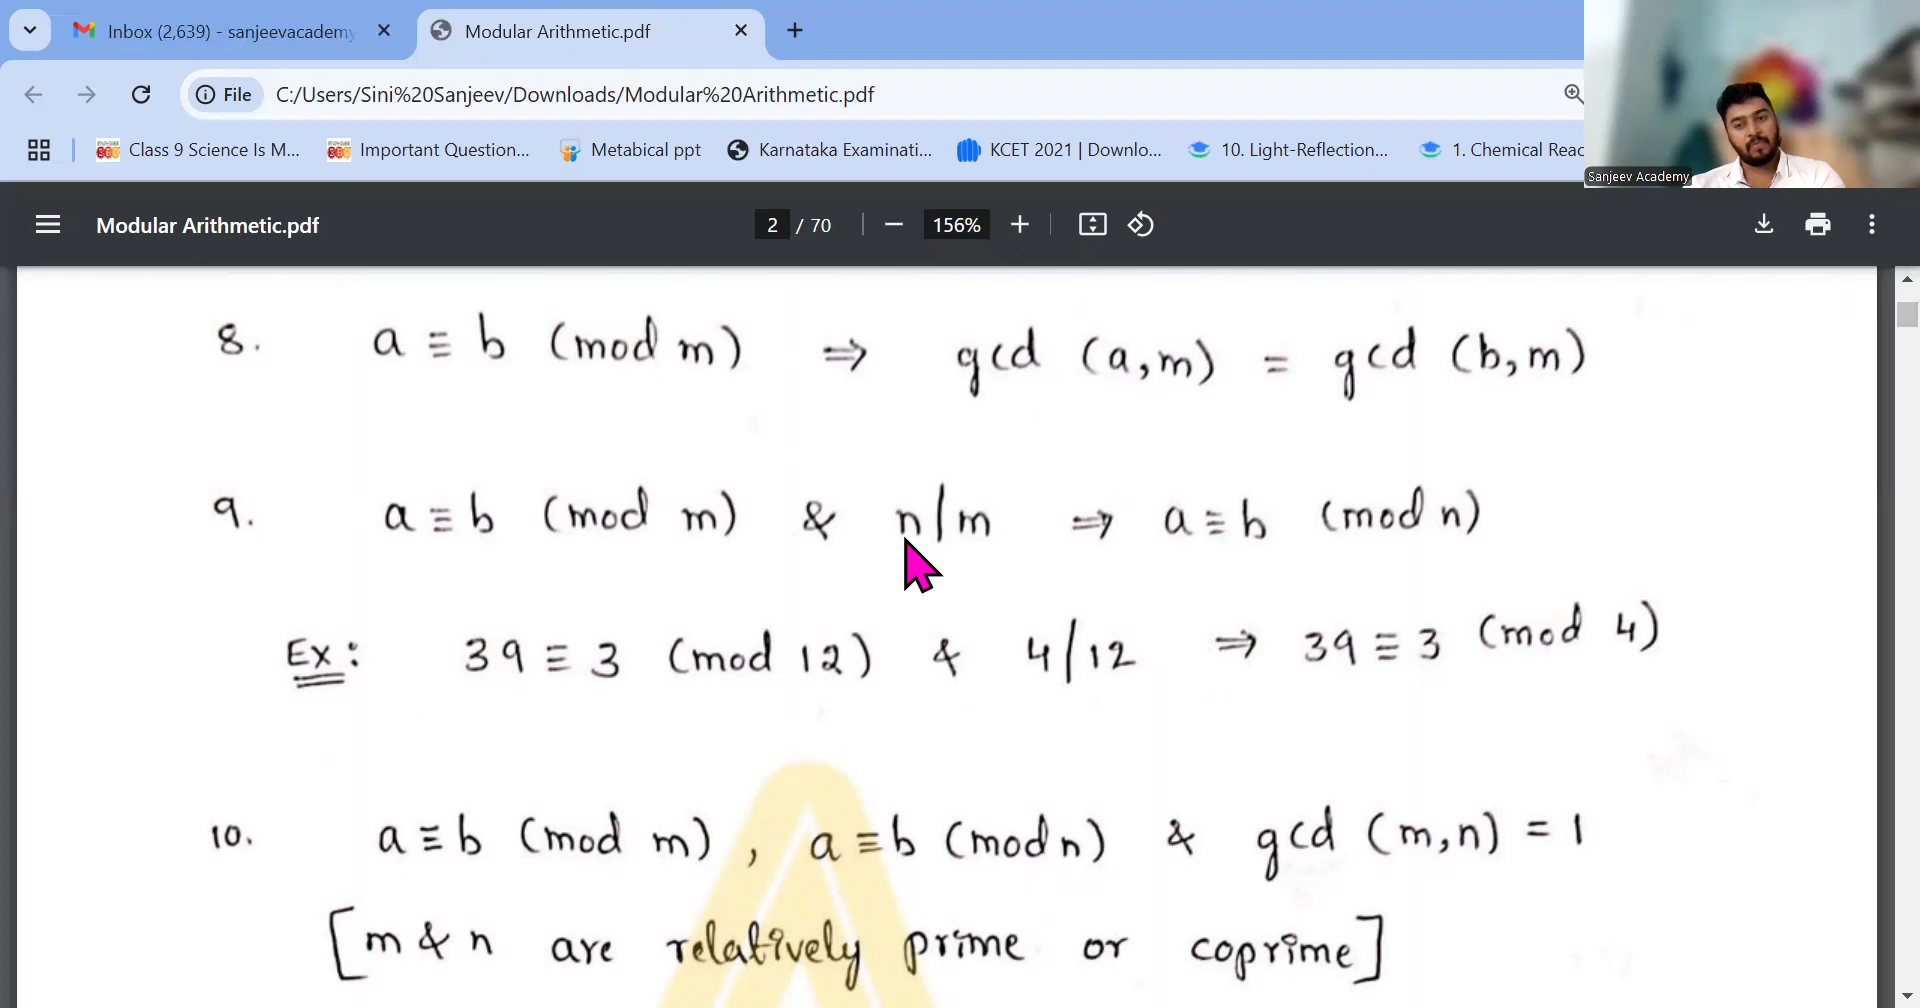 Inbox (2,639) - sanjeevacademy
Modular Arithmetic.pdf
File
C:/Users/Sini%20Sanjeev/Downloads/Modular%20Arithmetic.pdf
Class 9 Science Is M...
Important Question...
Metabical ppt
Karnataka Examinati...
KCET 2021 | Downlo...
10. Light-Reflection...
1. Chemical Reac
Sanjeev Academy
Modular Arithmetic.pdf
2 / 70
156%
8. a ≡ b (mod m) ⇒ gcd (a,m) = gcd (b,m)
9. a ≡ b (mod m) & n/m ⇒ a ≡ b (mod n)
Ex: 39 ≡ 3 (mod 12) & 4/12 ⇒ 39 ≡ 3 (mod 4)
10. a ≡ b (mod m) , a ≡ b (mod n) & gcd (m,n) = 1
[m & n are relatively prime or coprime]